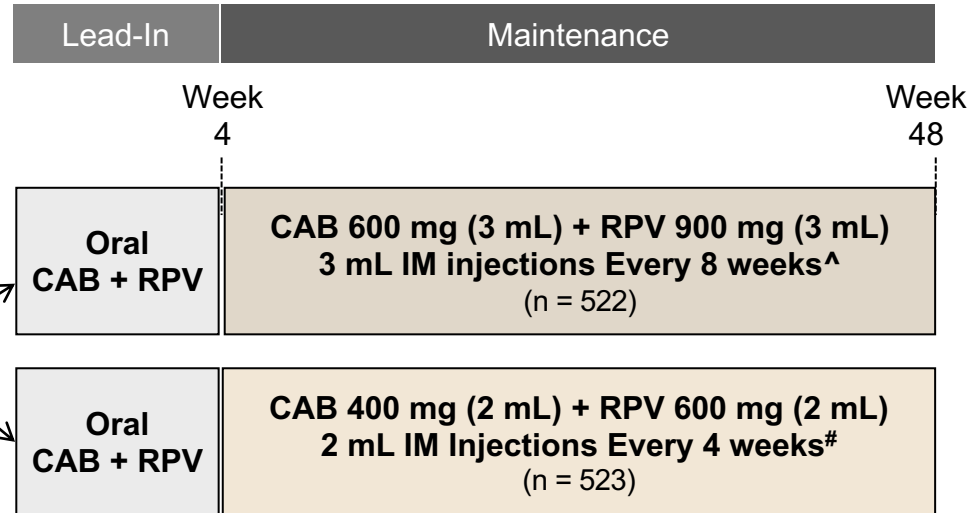 Lead-In
Maintenance
Week
4
Week
48
Oral
CAB + RPV
CAB 600 mg (3 mL) + RPV 900 mg (3 mL)
3 mL IM injections Every 8 weeks^
(n = 522)
Oral
CAB + RPV
CAB 400 mg (2 mL) + RPV 600 mg (2 mL)
2 mL IM Injections Every 4 weeks#
(n = 523)